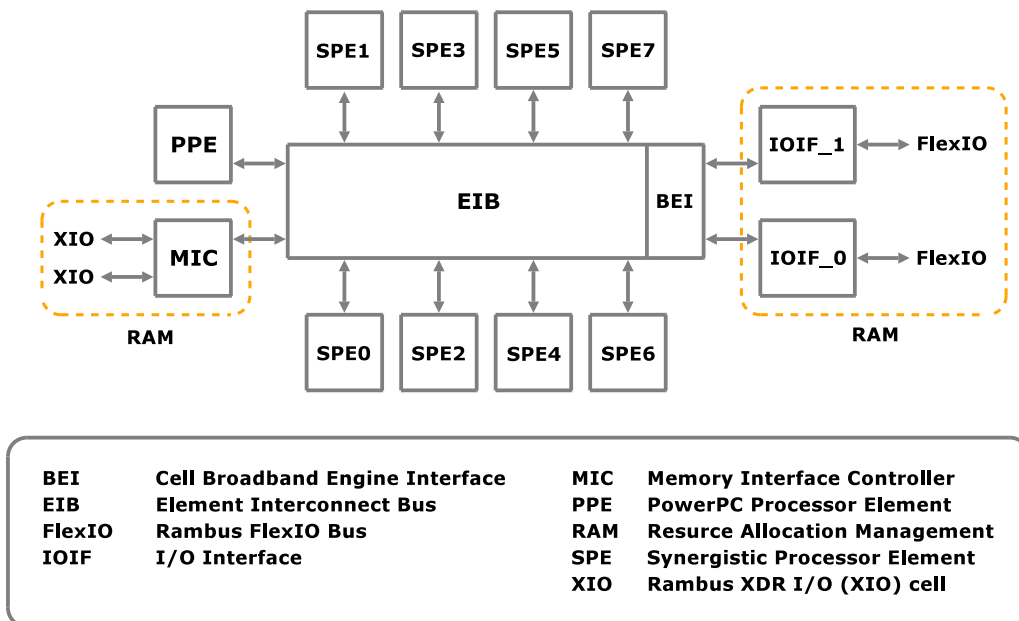 SPE1 SPE3 SPE5 SPE7
PPE
IOIF_1 FlexIO
EIB BEI
XIO
XIO
MIC
IOIF_0 FlexIO
RAM
RAM
SPE0 SPE2 SPE4 SPE6
BEI Cell Broadband Engine Interface
EIB Element Interconnect Bus
FlexIO Rambus FlexIO Bus
IOIF I/O Interface
MIC Memory Interface Controller
PPE PowerPC Processor Element
RAM Resurce Allocation Management
SPE Synergistic Processor Element
XIO Rambus XDR I/O (XIO) cell